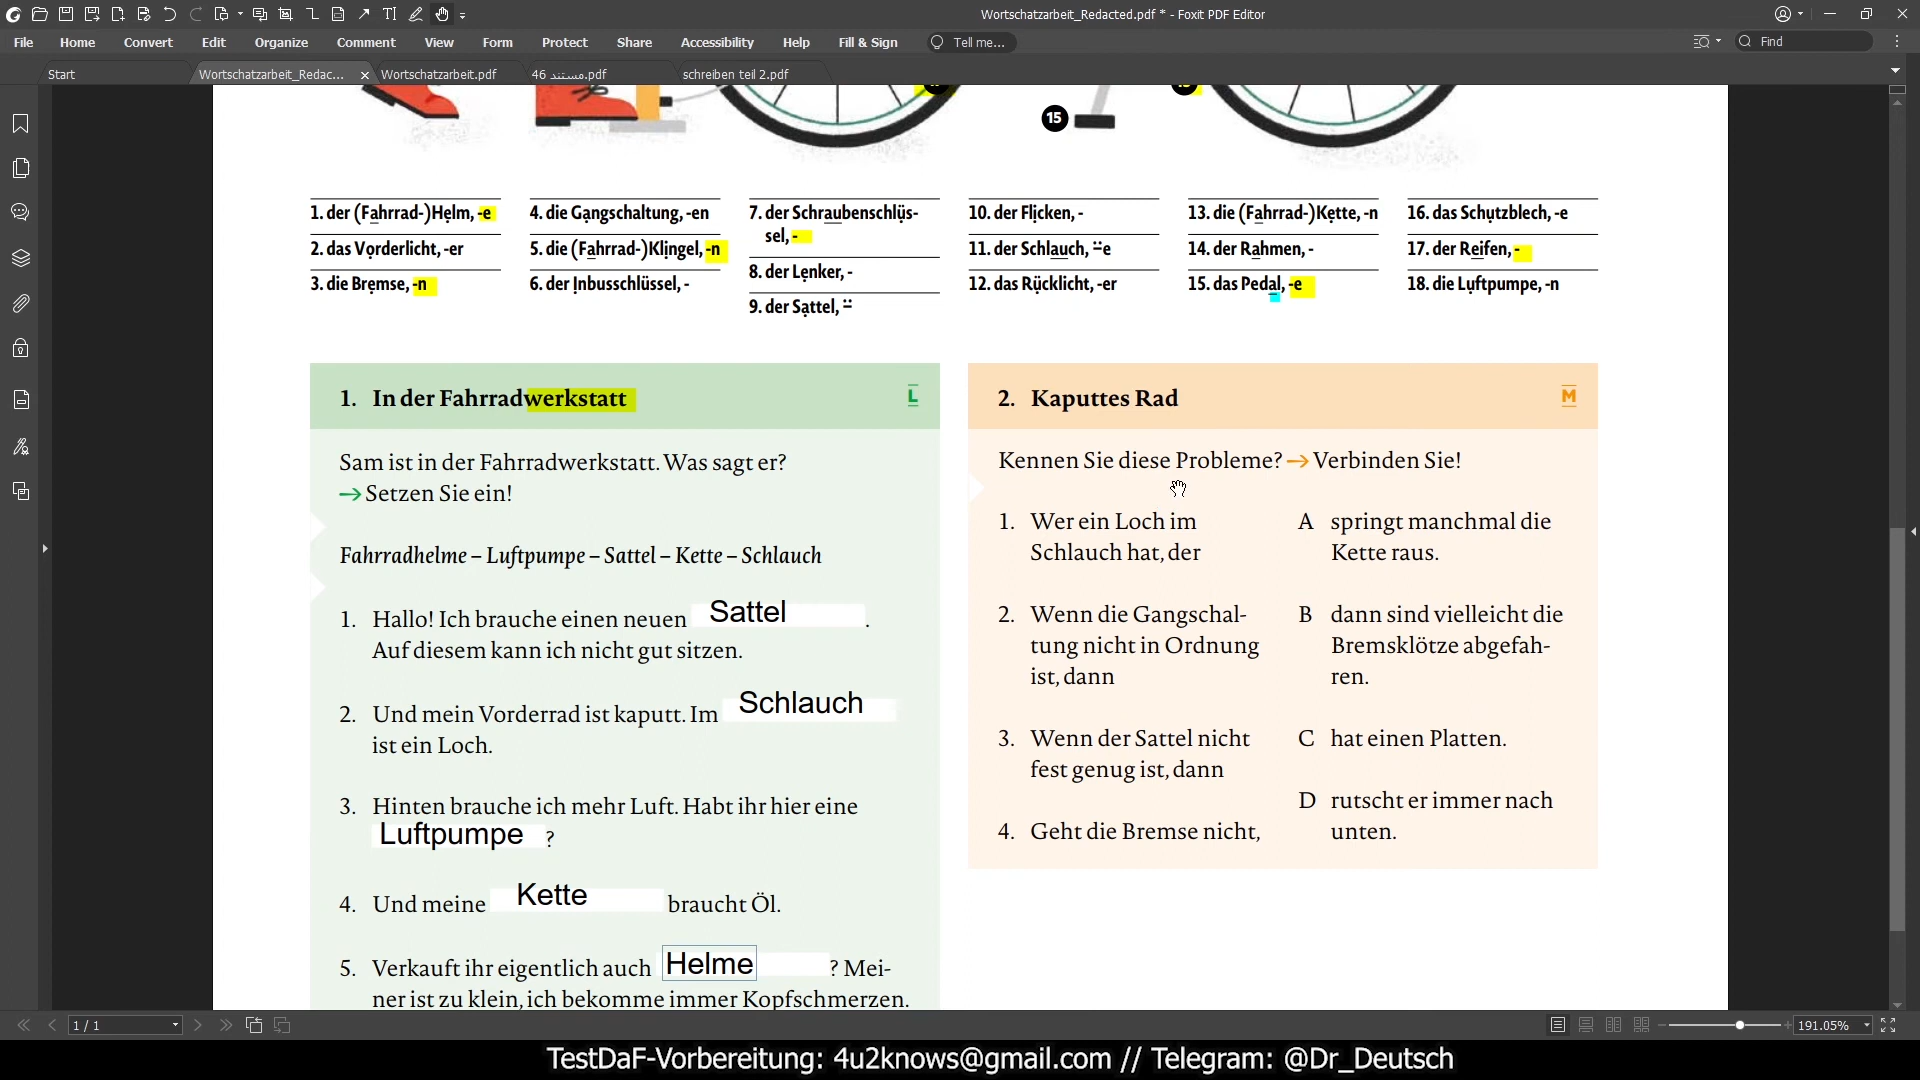 Wortschatzarbeit_Redacted.pdf * - Foxit PDF Editor
File Home Convert Edit Organize Comment View Form Protect Share Accessibility Help Fill & Sign Tell me... Find
Start Wortschatzarbeit_Redac... Wortschatzarbeit.pdf مستند 46.pdf schreiben teil 2.pdf
15
1. der (Fahrrad-)Helm, -e
2. das Vorderlicht, -er
3. die Bremse, -n
4. die Gangschaltung, -en
5. die (Fahrrad-)Klingel, -n
6. der Inbusschlüssel, -
7. der Schraubenschlüs-
sel, -
8. der Lenker, -
9. der Sattel, ⸚
10. der Flicken, -
11. der Schlauch, ⸚e
12. das Rücklicht, -er
13. die (Fahrrad-)Kette, -n
14. der Rahmen, -
15. das Pedal, -e
16. das Schutzblech, -e
17. der Reifen, -
18. die Luftpumpe, -n
1. In der Fahrradwerkstatt L
Sam ist in der Fahrradwerkstatt. Was sagt er?
→ Setzen Sie ein!
Fahrradhelme – Luftpumpe – Sattel – Kette – Schlauch
1. Hallo! Ich brauche einen neuen Sattel .
Auf diesem kann ich nicht gut sitzen.
2. Und mein Vorderrad ist kaputt. Im Schlauch
ist ein Loch.
3. Hinten brauche ich mehr Luft. Habt ihr hier eine
Luftpumpe ?
4. Und meine Kette braucht Öl.
5. Verkauft ihr eigentlich auch Helme ? Mei-
ner ist zu klein, ich bekomme immer Kopfschmerzen.
2. Kaputtes Rad M
Kennen Sie diese Probleme? → Verbinden Sie!
1. Wer ein Loch im
Schlauch hat, der
2. Wenn die Gangschal-
tung nicht in Ordnung
ist, dann
3. Wenn der Sattel nicht
fest genug ist, dann
4. Geht die Bremse nicht,
A springt manchmal die
Kette raus.
B dann sind vielleicht die
Bremsklötze abgefah-
ren.
C hat einen Platten.
D rutscht er immer nach
unten.
1 / 1
191.05%
TestDaF-Vorbereitung: 4u2knows@gmail.com // Telegram: @Dr_Deutsch